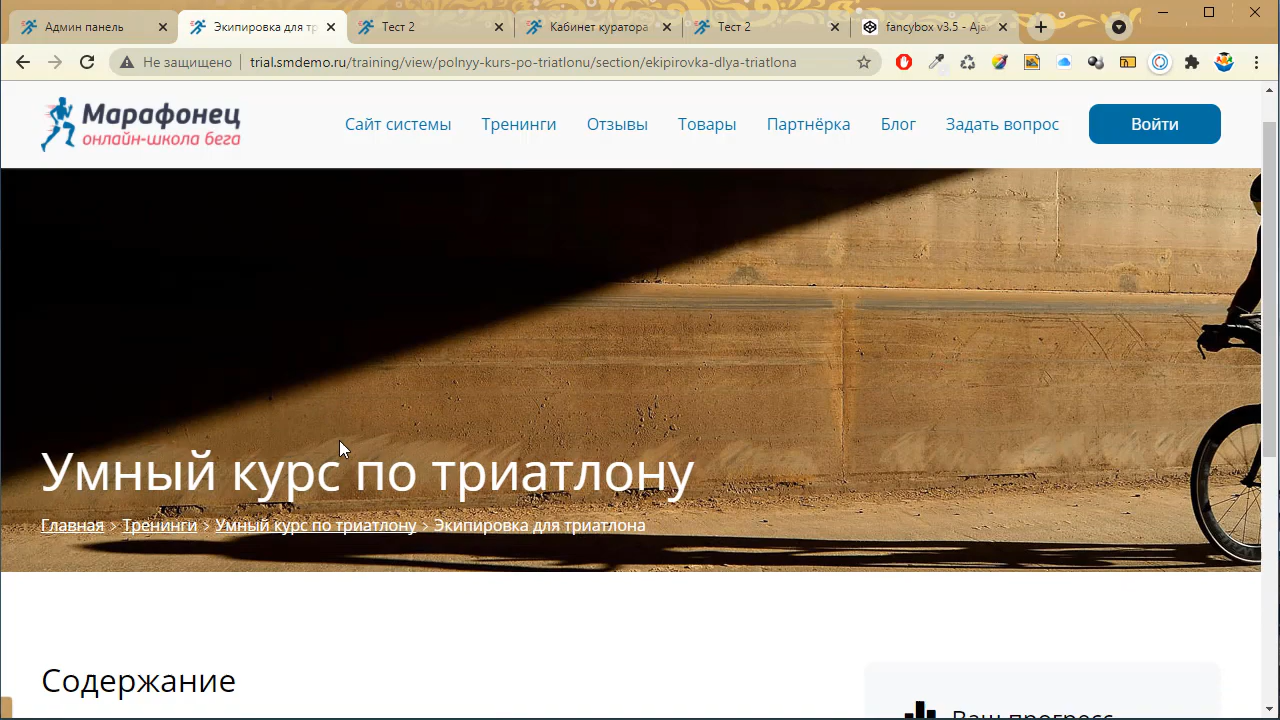 Админ панель
Экипировка для тр
Тест 2
Кабинет куратора
Тест 2
fancybox v3.5 - Аja
Не защищено
trial.smdemo.ru/training/view/polnyy-kurs-po-triatlonu/section/ekipirovka-dlya-triatlona
Марафонец
онлайн-школа бега
Сайт системы
Тренинги
Отзывы
Товары
Партнёрка
Блог
Задать вопрос
Войти
Умный курс по триатлону
Главная > Тренинги > Умный курс по триатлону > Экипировка для триатлона
Содержание
Ваш прогресс